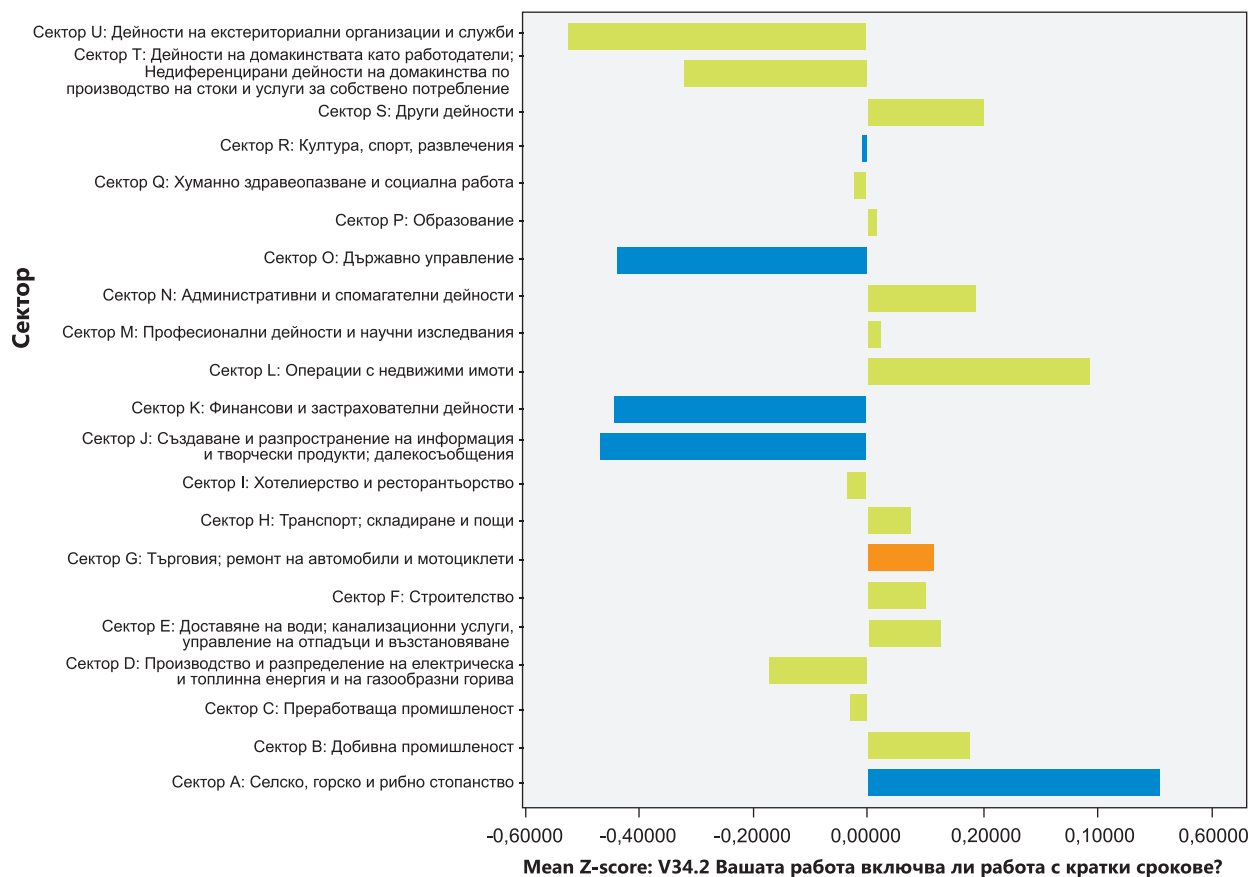 Сектор
Сектор U: Дейности на екстериториални организации и служби
Сектор T: Дейности на домакинствата като работодатели;
Недиференцирани дейности на домакинства по
производство на стоки и услуги за собствено потребление
Сектор S: Други дейности
Сектор R: Култура, спорт, развлечения
Сектор Q: Хуманно здравеопазване и социална работа
Сектор P: Образование
Сектор O: Държавно управление
Сектор N: Административни и спомагателни дейности
Сектор M: Професионални дейности и научни изследвания
Сектор L: Операции с недвижими имоти
Сектор K: Финансови и застрахователни дейности
Сектор J: Създаване и разпространение на информация
и творчески продукти; далекосъобщения
Сектор I: Хотелиерство и ресторантьорство
Сектор H: Транспорт; складиране и пощи
Сектор G: Търговия; ремонт на автомобили и мотоциклети
Сектор F: Строителство
Сектор E: Доставяне на води; канализационни услуги,
управление на отпадъци и възстановяване
Сектор D: Производство и разпределение на електрическа
и топлинна енергия и на газообразни горива
Сектор C: Преработваща промишленост
Сектор B: Добивна промишленост
Сектор A: Селско, горско и рибно стопанство
-0,60000 -0,40000 -0,20000 0,00000 0,20000 0,10000 0,60000
Mean Z-score: V34.2 Вашата работа включва ли работа с кратки срокове?